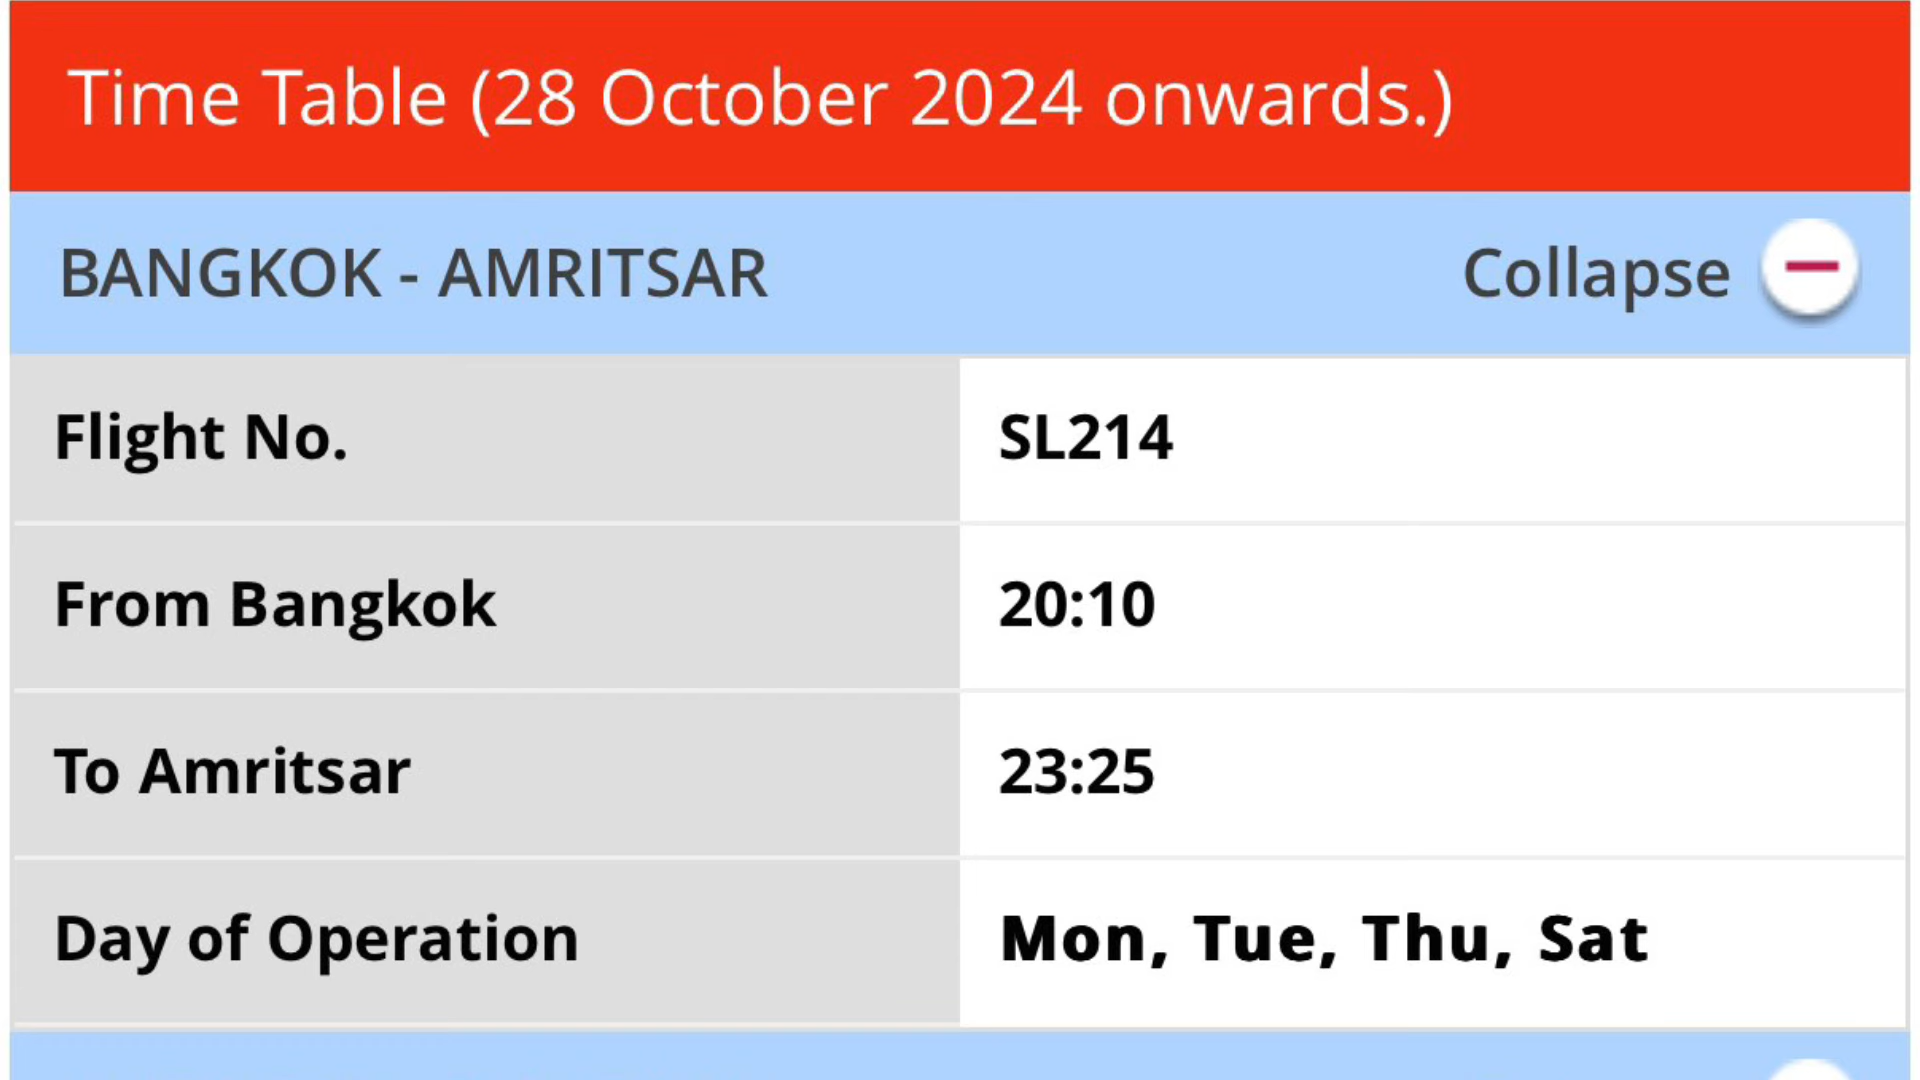 Time Table (28 October 2024 onwards.)
BANGKOK - AMRITSAR Collapse
Flight No. SL214
From Bangkok 20:10
To Amritsar 23:25
Day of Operation Mon, Tue, Thu, Sat